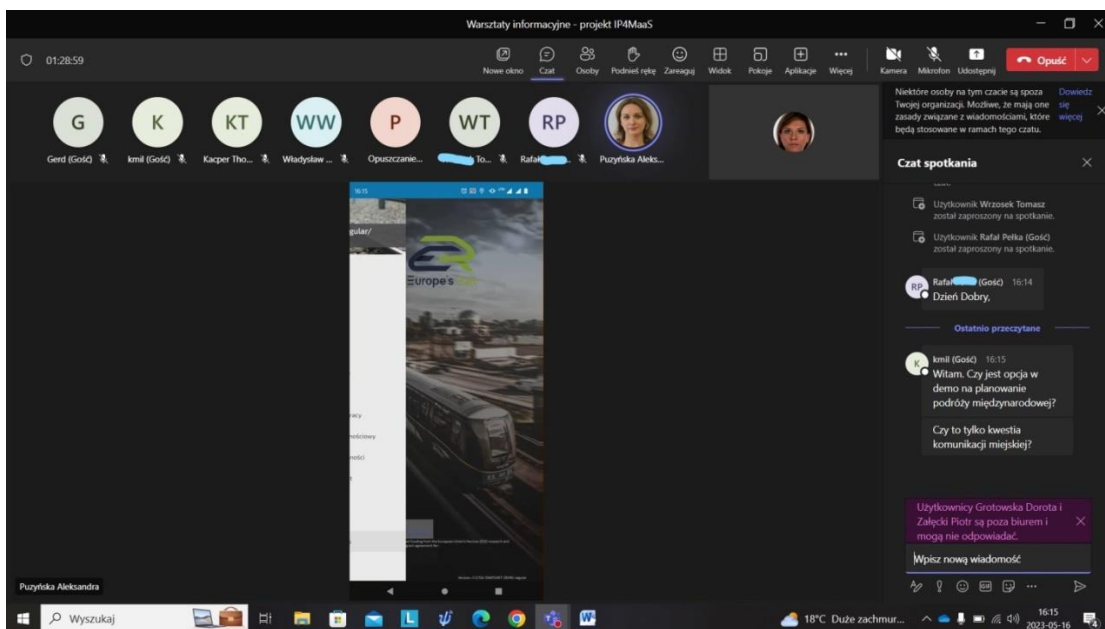 Warsztaty informacyjne - projekt IP4MaaS
01:28:59
Nowe okno Czat Osoby Podnieś rękę Zareaguj Widok Pokoje Aplikacje Więcej Kamera Mikrofon Udostępnij Opuść
G K KT WW P WT RP
Gerd (Gość) kmil (Gość) Kacper Tho... Władysław ... Opuszczanie... To... Rafał Puzyńska Aleks...
Niektóre osoby na tym czacie są spoza
Twojej organizacji. Możliwe, że mają one
zasady związane z wiadomościami, które
będą stosowane w ramach tego czatu.
Dowiedz
się
więcej
Czat spotkania
Użytkownik Wrzosek Tomasz
został zaproszony na spotkanie.
Użytkownik Rafał Pełka (Gość)
został zaproszony na spotkanie.
RP
Rafał (Gość) 16:14
Dzień Dobry,
Ostatnio przeczytane
K
kmil (Gość) 16:15
Witam. Czy jest opcja w
demo na planowanie
podróży międzynarodowej?
Czy to tylko kwestia
komunikacji miejskiej?
Użytkownicy Grotowska Dorota i
Załęcki Piotr są poza biurem i
mogą nie odpowiadać.
Wpisz nową wiadomość
16:15
gular/
ER
Europe's
racy
nościowy
ności
Puzyńska Aleksandra
Wyszukaj
18°C Duże zachmur...
16:15
2023-05-16